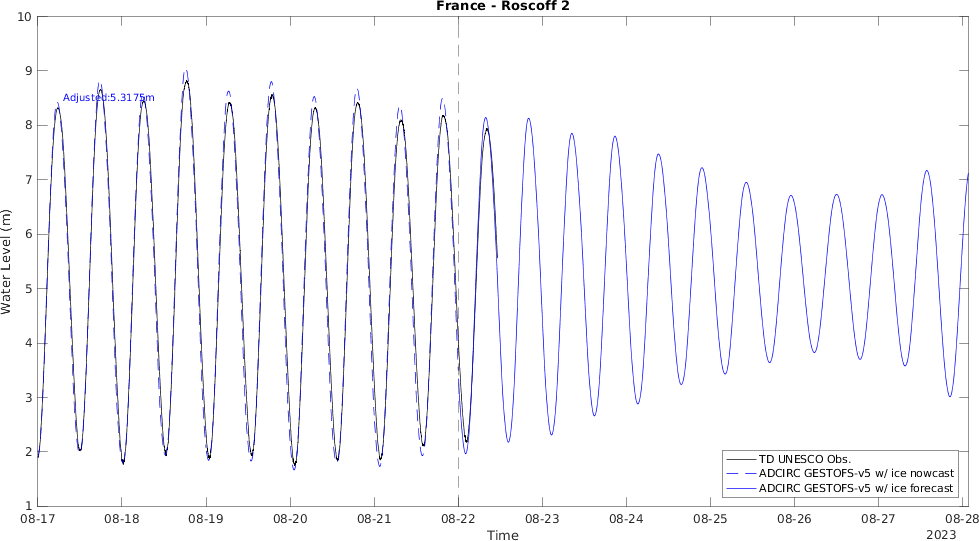 France - Roscoff 2
10
9
8
7
6
5
4
3
2
1
Water Level (m)
Adjusted:5.3175m
TD UNESCO Obs.
ADCIRC GESTOFS-v5 w/ ice nowcast
ADCIRC GESTOFS-v5 w/ ice forecast
08-17 08-18 08-19 08-20 08-21 08-22 08-23 08-24 08-25 08-26 08-27 08-28
Time
2023